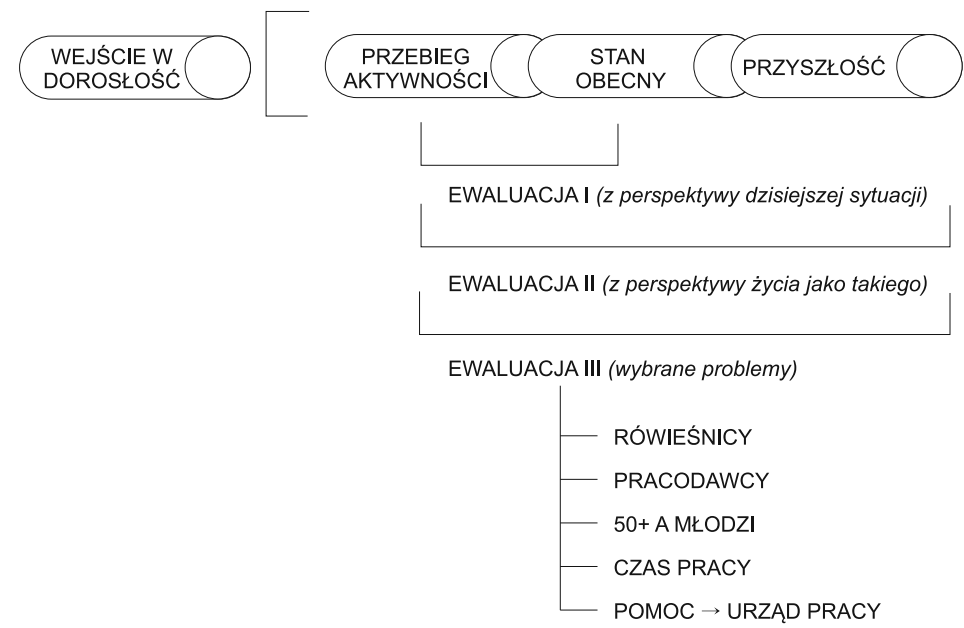 WEJŚCIE W
DOROSŁOŚĆ
PRZEBIEG
AKTYWNOŚCI
STAN
OBECNY
PRZYSZŁOŚĆ
EWALUACJA I (z perspektywy dzisiejszej sytuacji)
EWALUACJA II (z perspektywy życia jako takiego)
EWALUACJA III (wybrane problemy)
RÓWIEŚNICY
PRACODAWCY
50+ A MŁODZI
CZAS PRACY
POMOC → URZĄD PRACY